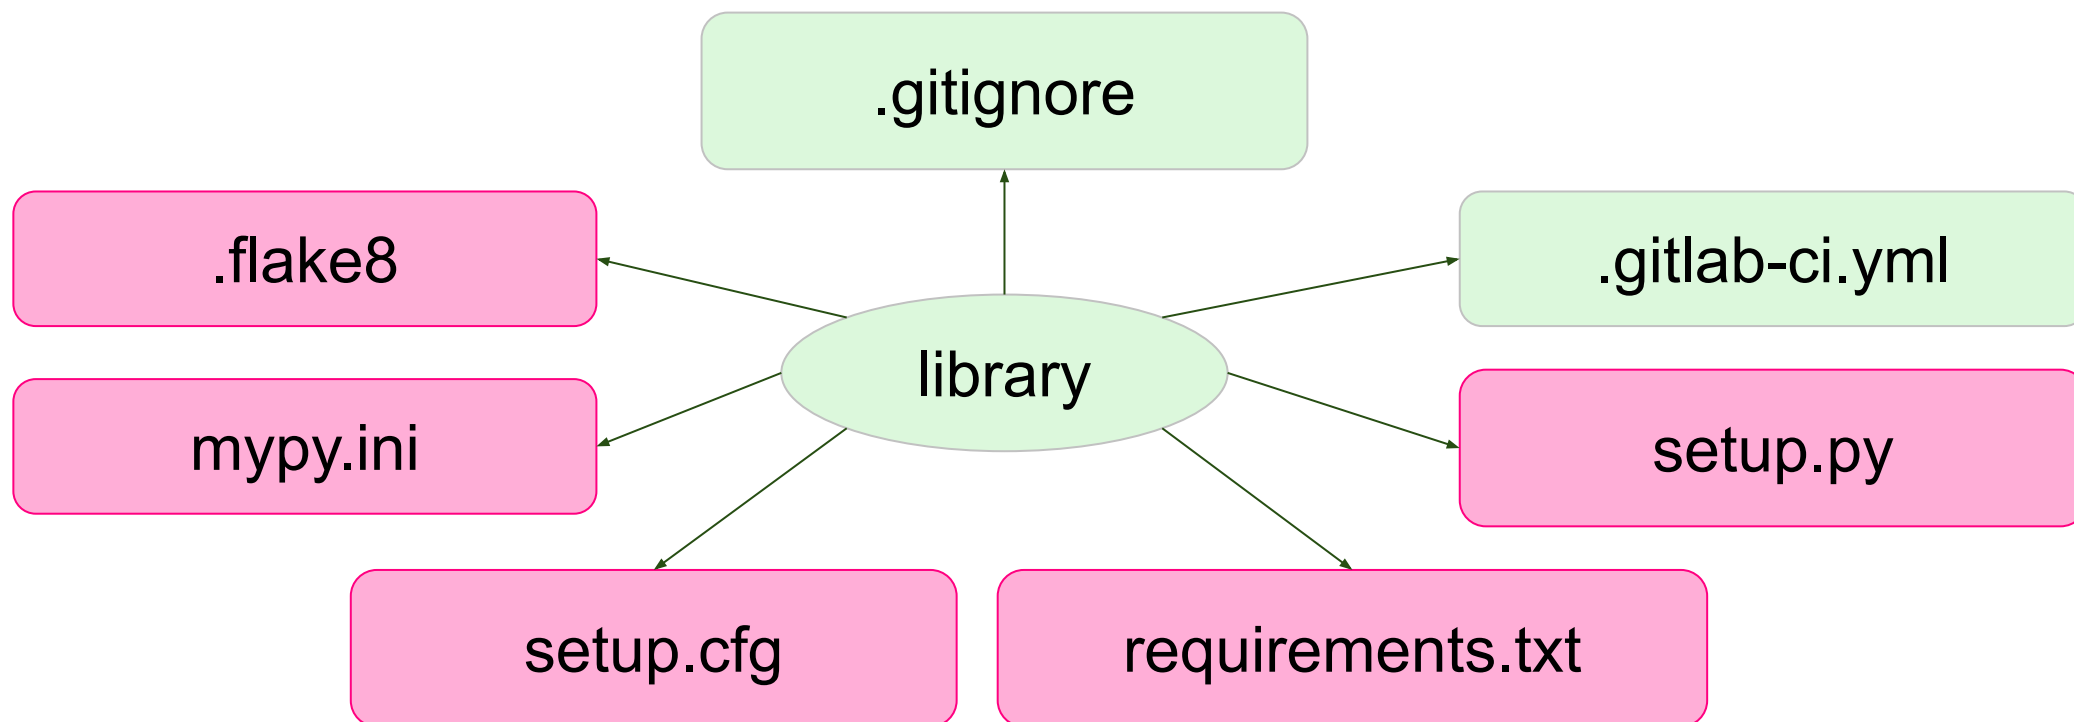 .gitignore
.flake8
.gitlab-ci.yml
library
mypy.ini
setup.py
setup.cfg
requirements.txt